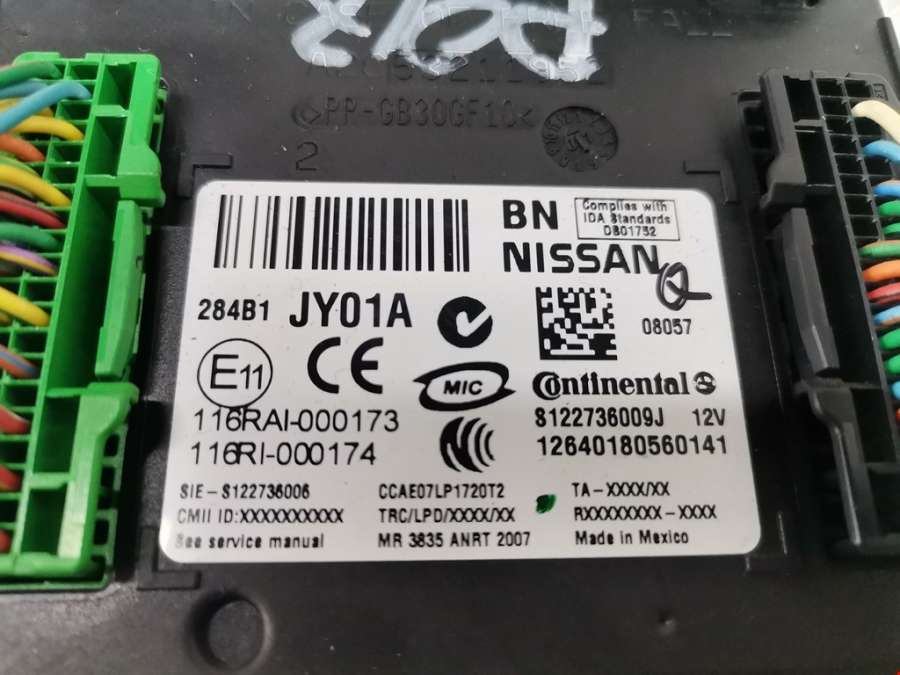 >PP-GB30GF10<
2
BN
Complies with
IDA Standards
DB01752
NISSAN
284B1 JY01A
08057
E11
CE
MIC
Continental
116RAI-000173
S122736009J 12V
116RI-000174
12640180560141
SIE-S122736006
CCAE07LP1720T2
TA-XXXX/XX
CMII ID:XXXXXXXXXX
TRC/LPD/XXXX/XX
RXXXXXXXX-XXXX
See service manual
MR 3835 ANRT 2007
Made in Mexico